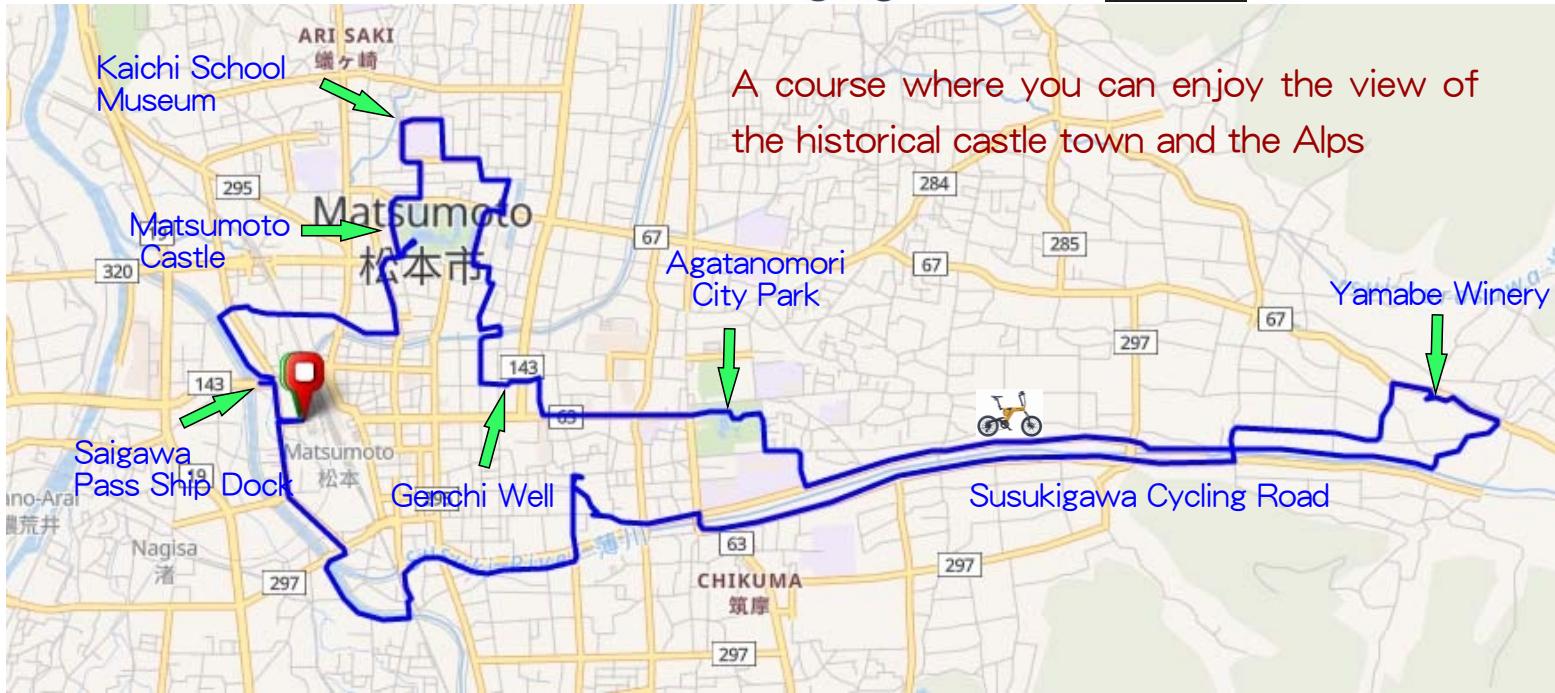 ARI SAKI
蟻ヶ崎
Kaichi School
Museum
A course where you can enjoy the view of
the historical castle town and the Alps
295
284
Matsumoto
松本市
Matsumoto
Castle
19
67
285
320
Agatanomori
City Park
67
Yamabe Winery
67
297
143
143
63
Saigawa
Pass Ship Dock
19
Matsumoto
松本
Genchi Well
Susukigawa Cycling Road
Nagisa
渚
297
63
297
CHIKUMA
筑摩
297